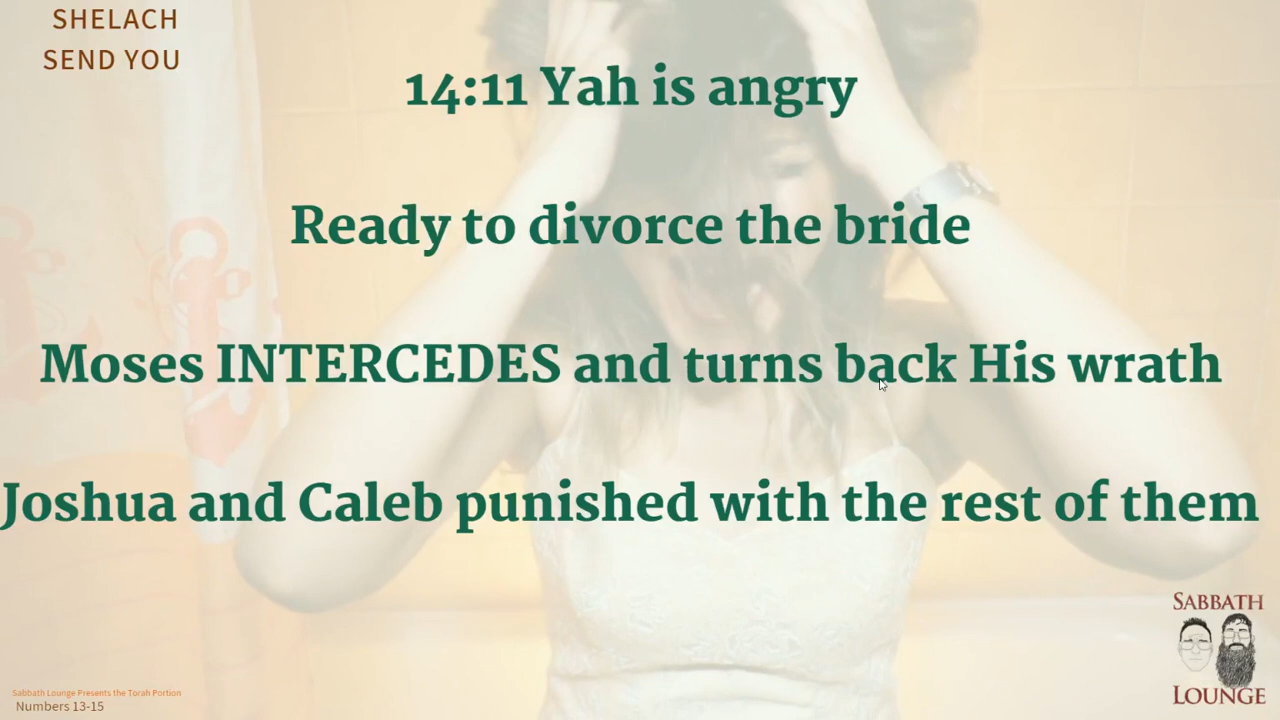 SHELACH
SEND YOU
14:11 Yah is angry
Ready to divorce the bride
Moses INTERCEDES and turns back His wrath
Joshua and Caleb punished with the rest of them
SABBATH
LOUNGE
Sabbath Lounge Presents the Torah Portion
Numbers 13-15